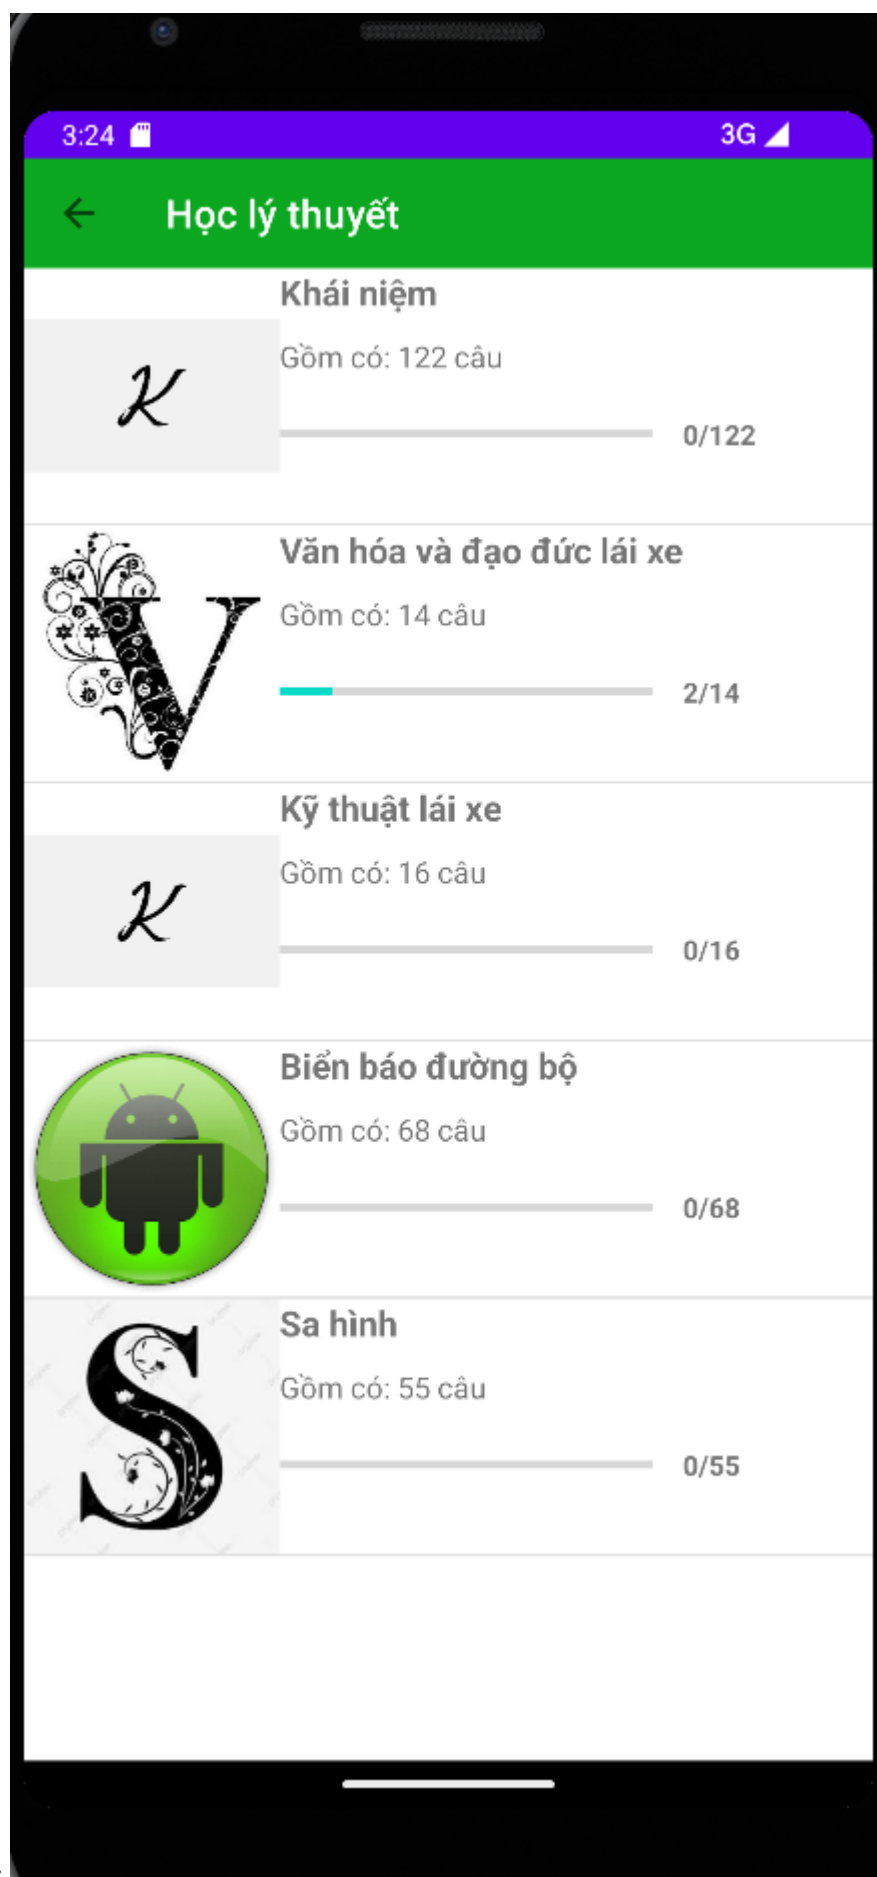 3:24
3G
Học lý thuyết
Khái niệm
Gồm có: 122 câu
K
0/122
Văn hóa và đạo đức lái xe
Gồm có: 14 câu
V
2/14
Kỹ thuật lái xe
Gồm có: 16 câu
K
0/16
Biển báo đường bộ
Gồm có: 68 câu
0/68
Sa hình
Gồm có: 55 câu
S
0/55